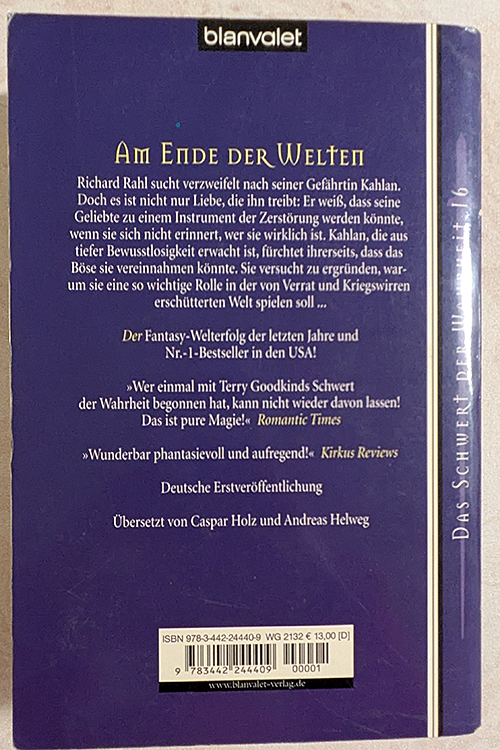 blanvalet
AM ENDE DER WELTEN
Richard Rahl sucht verzweifelt nach seiner Gefährtin Kahlan.
Doch es ist nicht nur Liebe, die ihn treibt: Er weiß, dass seine
Geliebte zu einem Instrument der Zerstörung werden könnte,
wenn sie sich nicht erinnert, wer sie wirklich ist. Kahlan, die aus
tiefer Bewusstlosigkeit erwacht ist, fürchtet ihrerseits, dass das
Böse sie vereinnahmen könnte. Sie versucht zu ergründen, war-
um sie eine so wichtige Rolle in der von Verrat und Kriegswirren
erschütterten Welt spielen soll ...
Der Fantasy-Welterfolg der letzten Jahre und
Nr.-1-Bestseller in den USA!
»Wer einmal mit Terry Goodkinds Schwert
der Wahrheit begonnen hat, kann nicht wieder davon lassen!
Das ist pure Magie!« Romantic Times
»Wunderbar phantasievoll und aufregend!« Kirkus Reviews
Deutsche Erstveröffentlichung
Übersetzt von Caspar Holz und Andreas Helweg
ISBN 978-3-442-24440-9 WG 2132 € 13,00 [D]
9 783442 244409 00001
www.blanvalet-verlag.de
DAS SCHWERT DER WAHRHEIT 16